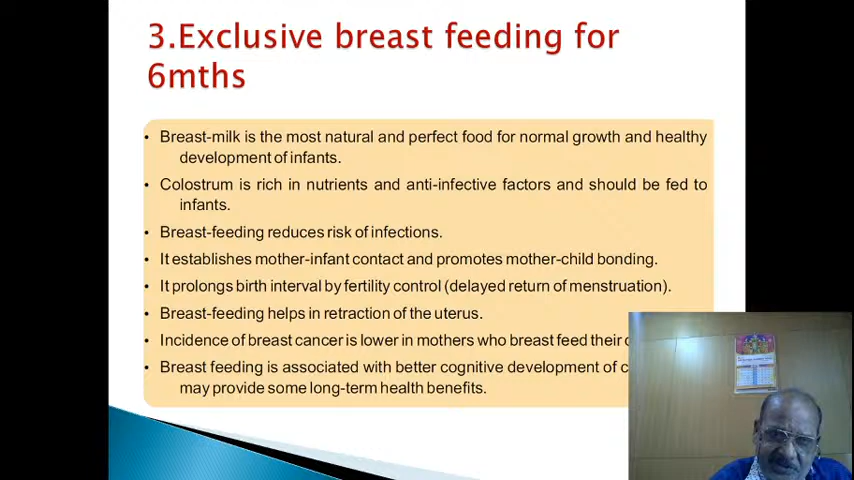 3.Exclusive breast feeding for
6mths
• Breast-milk is the most natural and perfect food for normal growth and healthy
development of infants.
• Colostrum is rich in nutrients and anti-infective factors and should be fed to
infants.
• Breast-feeding reduces risk of infections.
• It establishes mother-infant contact and promotes mother-child bonding.
• It prolongs birth interval by fertility control (delayed return of menstruation).
• Breast-feeding helps in retraction of the uterus.
• Incidence of breast cancer is lower in mothers who breast feed their
• Breast feeding is associated with better cognitive development of
may provide some long-term health benefits.